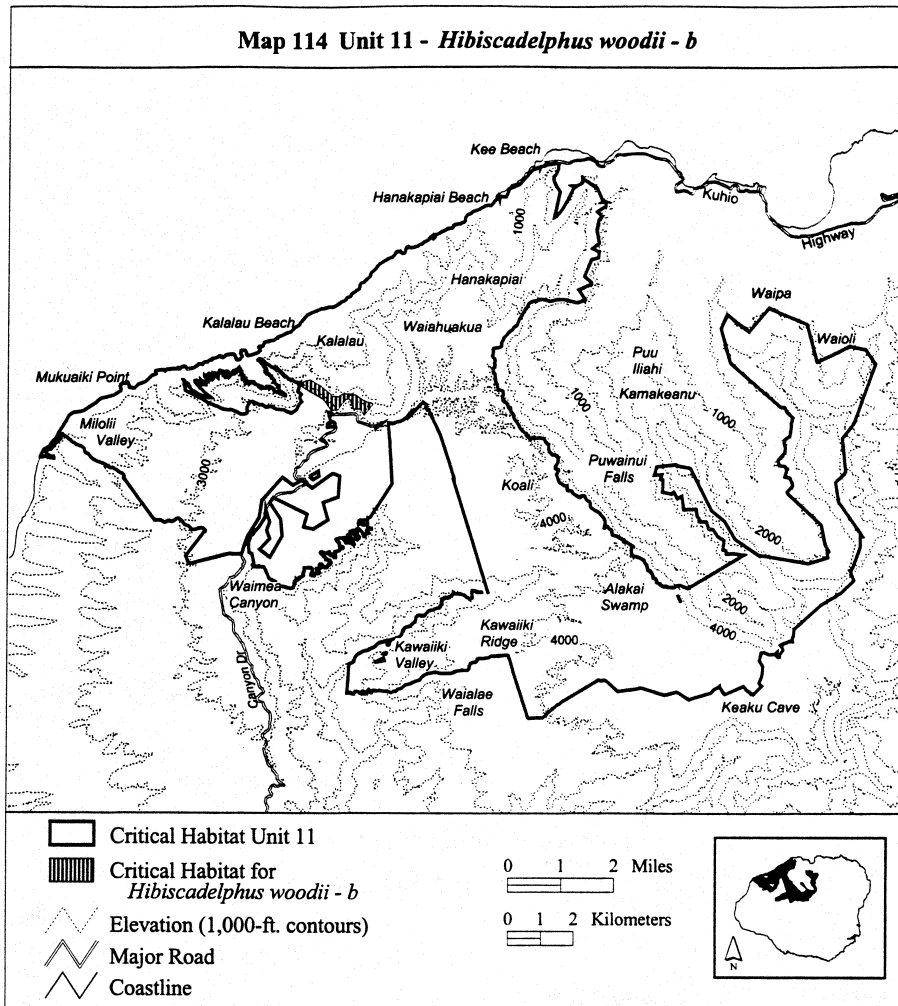 Map 114 Unit 11 - Hibiscadelphus woodii - b
Kee Beach
Hanakapiai Beach
Kuhio
Highway
1000
Hanakapiai
Waipa
Kalalau Beach
Waiahuakua
Kalalau
Waioli
Puu
Iliahi
Mukuaiki Point
Kamakeanu
1000
1000
Milolii
Valley
3000
Puwainui
Falls
Koali
4000
2000
Waimea
Canyon
Alakai
Swamp
2000
4000
Kawaiiki
Ridge
4000
Kawaiiki
Valley
Canyon Dr
Waialae
Falls
Keaku Cave
Critical Habitat Unit 11
Critical Habitat for
Hibiscadelphus woodii - b
Elevation (1,000-ft. contours)
Major Road
Coastline
0 1 2 Miles
0 1 2 Kilometers
N